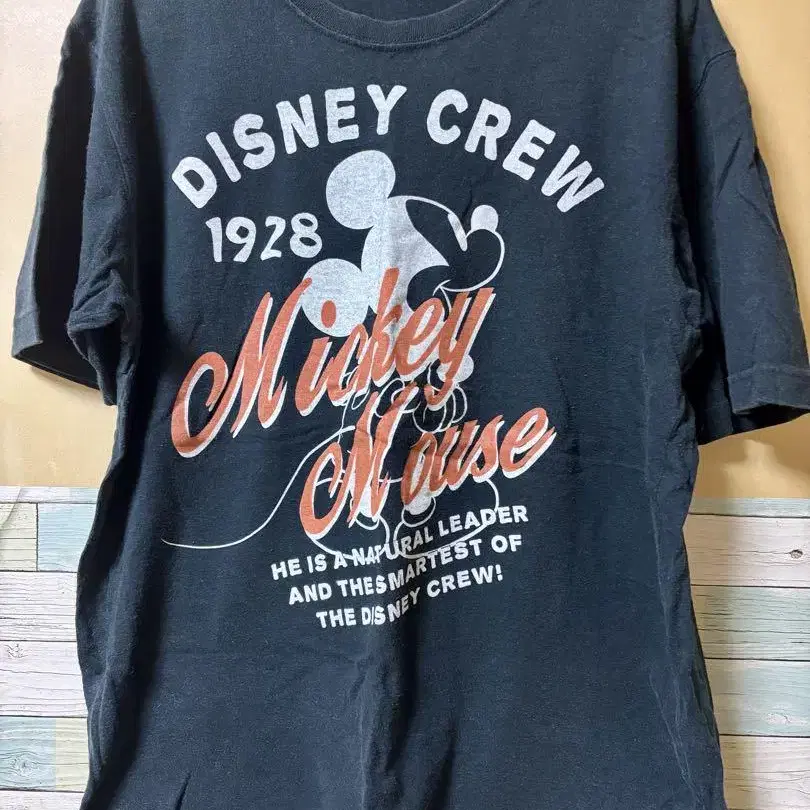 DISNEY CREW
1928
Mickey
Mouse
HE IS A NATURAL LEADER
AND THE SMARTEST OF
THE DISNEY CREW!